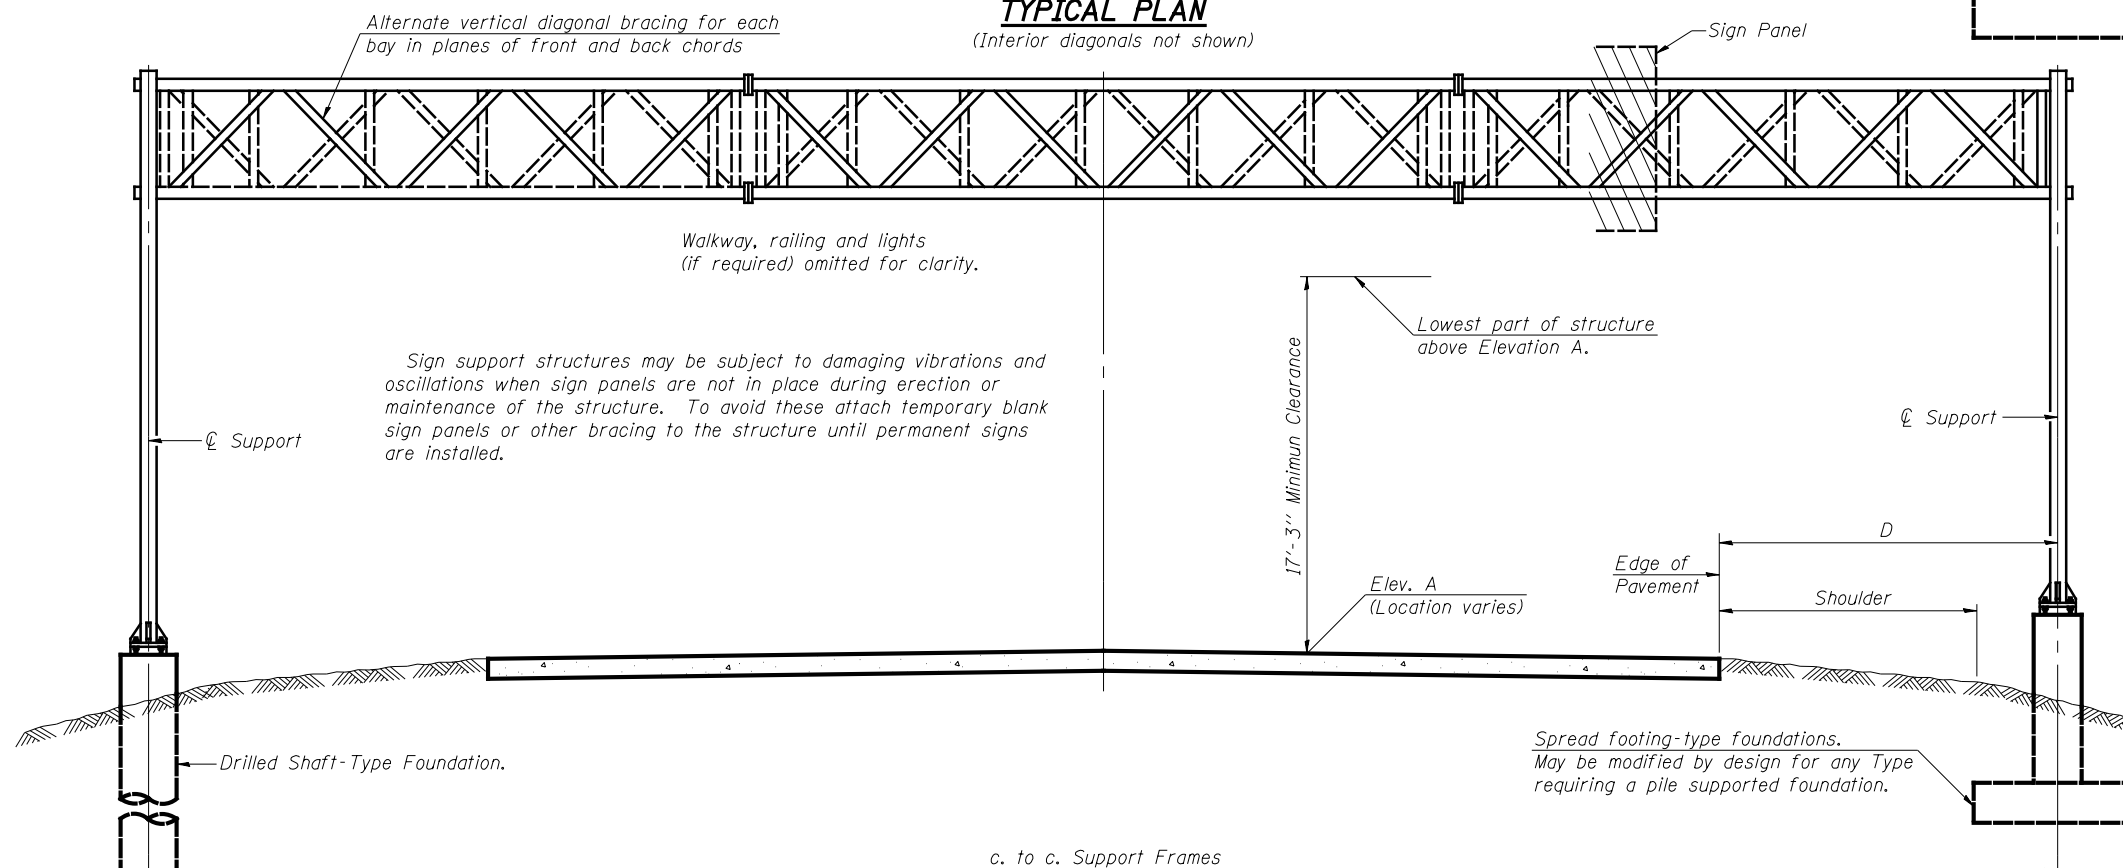 TYPICAL PLAN
(Interior diagonals not shown)
Alternate vertical diagonal bracing for each
bay in planes of front and back chords
Sign Panel
Walkway, railing and lights
(if required) omitted for clarity.
Lowest part of structure
above Elevation A.
17'-3'' Minimun Clearance
Sign support structures may be subject to damaging vibrations and
oscillations when sign panels are not in place during erection or
maintenance of the structure. To avoid these attach temporary blank
sign panels or other bracing to the structure until permanent signs
are installed.
℄ Support
℄ Support
D
Edge of
Pavement
Shoulder
Elev. A
(Location varies)
Drilled Shaft-Type Foundation.
Spread footing-type foundations.
May be modified by design for any Type
requiring a pile supported foundation.
c. to c. Support Frames